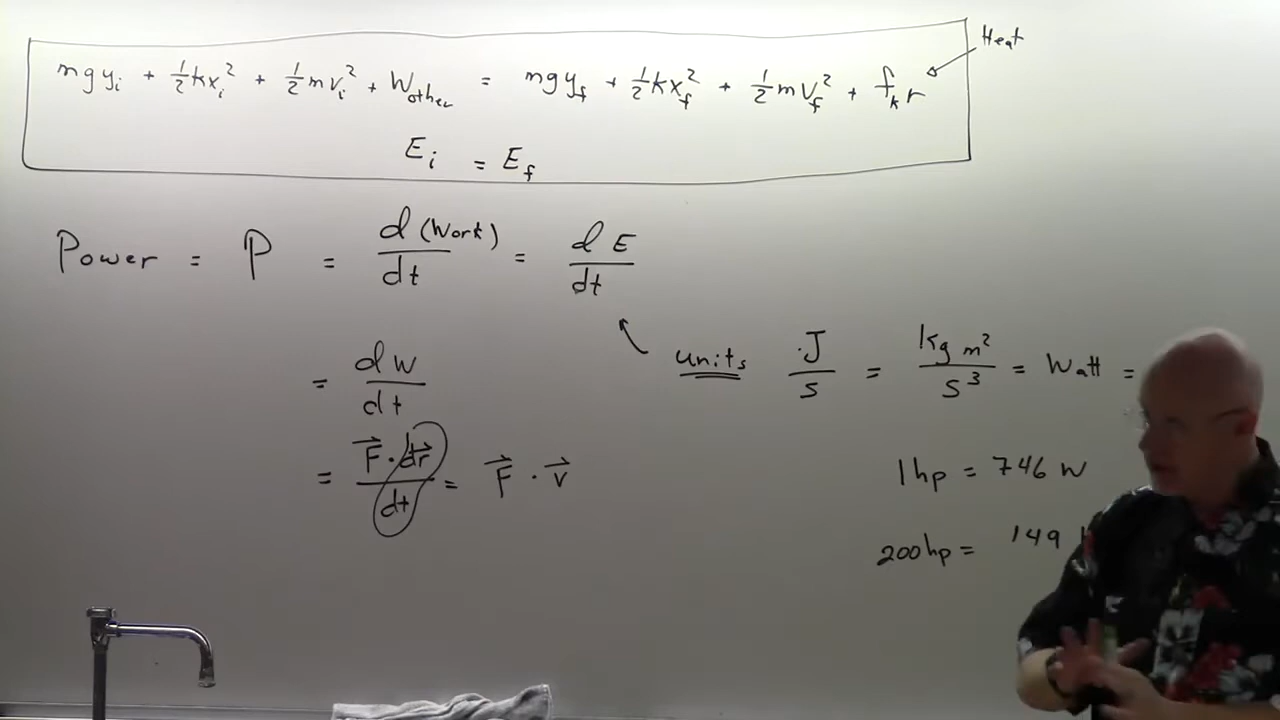 Heat
mgy_i + ½kx_i² + ½mv_i² + W_other = mgy_f + ½kx_f² + ½mv_f² + f_k r
E_i = E_f
Power = P = d(Work)/dt = dE/dt
= dW/dt
units J/s = kg m²/s³ = Watt =
= F⃗ · dr⃗/dt = F⃗ · v⃗
1hp = 746 W
200hp = 149